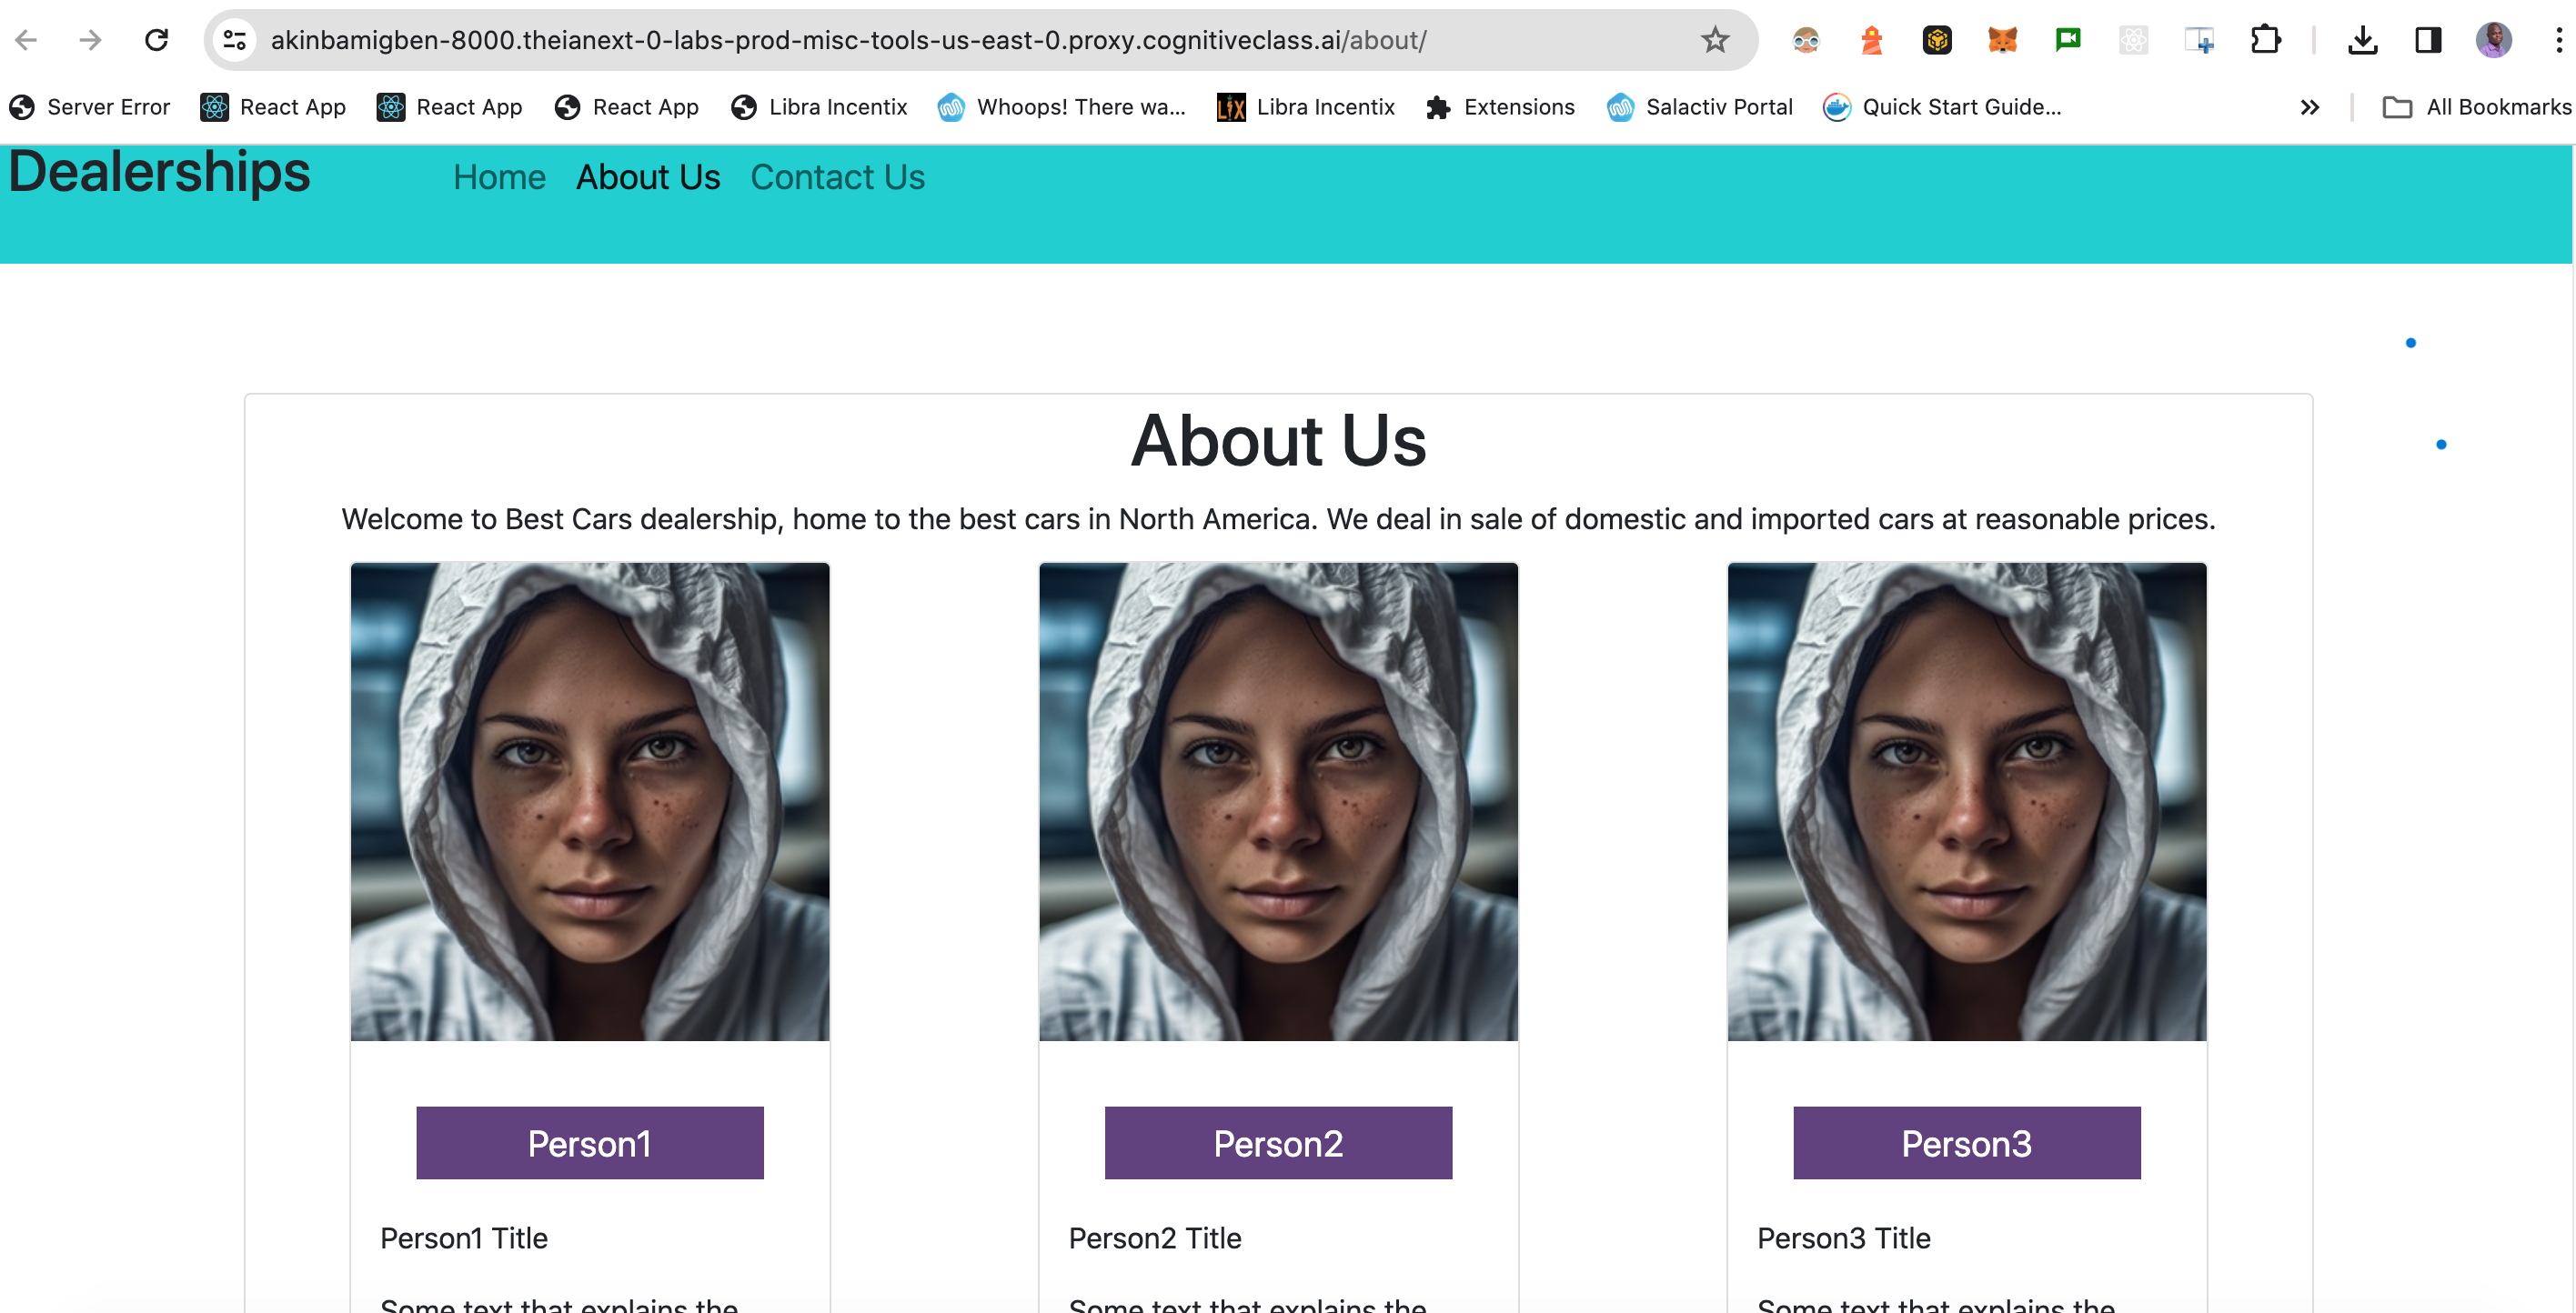 akinbamigben-8000.theianext-0-labs-prod-misc-tools-us-east-0.proxy.cognitiveclass.ai/about/
Server Error React App React App React App Libra Incentix Whoops! There wa... Libra Incentix Extensions Salactiv Portal Quick Start Guide... » All Bookmarks
Dealerships Home About Us Contact Us
About Us
Welcome to Best Cars dealership, home to the best cars in North America. We deal in sale of domestic and imported cars at reasonable prices.
Person1 Person2 Person3
Person1 Title Person2 Title Person3 Title
Some text that explains the Some text that explains the Some text that explains the